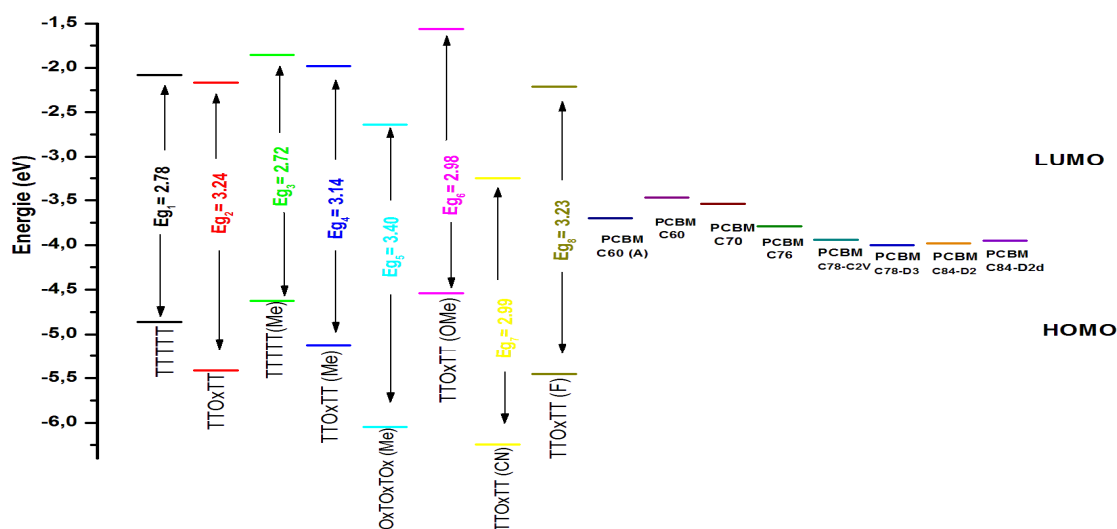 Energie (eV)
-1,5
-2,0
-2,5
-3,0
-3,5
-4,0
-4,5
-5,0
-5,5
-6,0
Eg1 = 2.78
TTTTT
Eg2 = 3.24
TTOxTT
Eg3 = 2.72
TTTTT(Me)
Eg4 = 3.14
TTOxTT (Me)
Eg5 = 3.40
OxTOxTOx (Me)
Eg6 = 2.98
TTOxTT (OMe)
Eg7 = 2.99
TTOxTT (CN)
Eg8 = 3.23
TTOxTT (F)
PCBM
C60 (A)
PCBM
C60
PCBM
C70
PCBM
C76
PCBM
C78-C2V
PCBM
C78-D3
PCBM
C84-D2
PCBM
C84-D2d
LUMO
HOMO